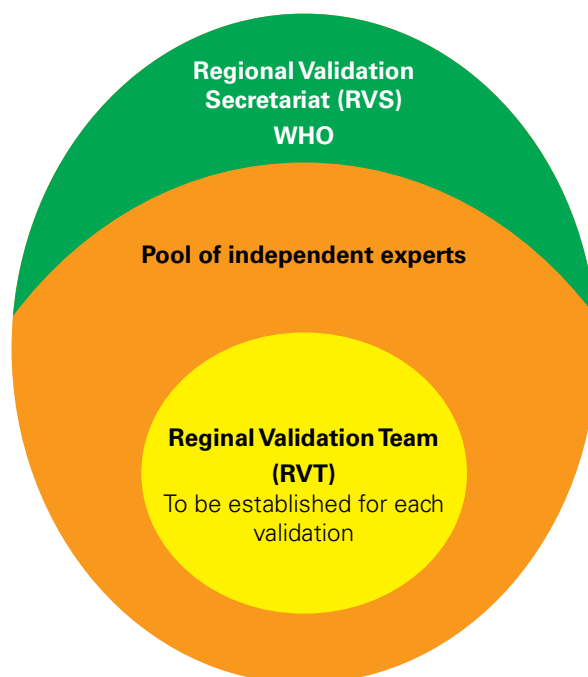 Regional Validation
Secretariat (RVS)
WHO
Pool of independent experts
Reginal Validation Team
(RVT)
To be established for each
validation